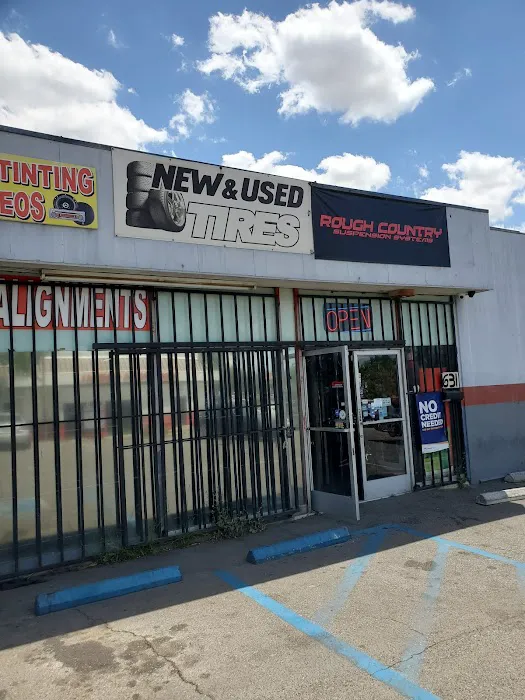 TINTING
EOS
NEW & USED
TIRES
ROUGH COUNTRY
SUSPENSION SYSTEMS
ALIGNMENTS
OPEN
631
NO
CREDIT
NEEDED